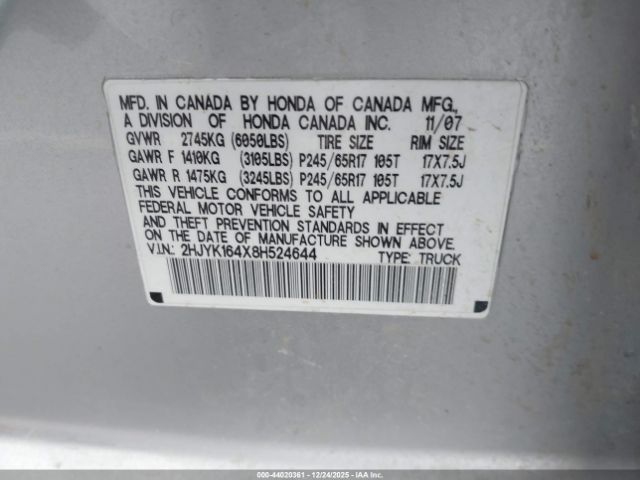 MFD. IN CANADA BY HONDA OF CANADA MFG.,
A DIVISION OF HONDA CANADA INC. 11/07
GVWR 2745KG (6050LBS) TIRE SIZE RIM SIZE
GAWR F 1410KG (3105LBS) P245/65R17 105T 17X7.5J
GAWR R 1475KG (3245LBS) P245/65R17 105T 17X7.5J
THIS VEHICLE CONFORMS TO ALL APPLICABLE
FEDERAL MOTOR VEHICLE SAFETY
AND THEFT PREVENTION STANDARDS IN EFFECT
ON THE DATE OF MANUFACTURE SHOWN ABOVE.
V.I.N.: 2HJYK164X8H524644 TYPE: TRUCK
000-44020361 - 12/24/2025 - IAAI.COM